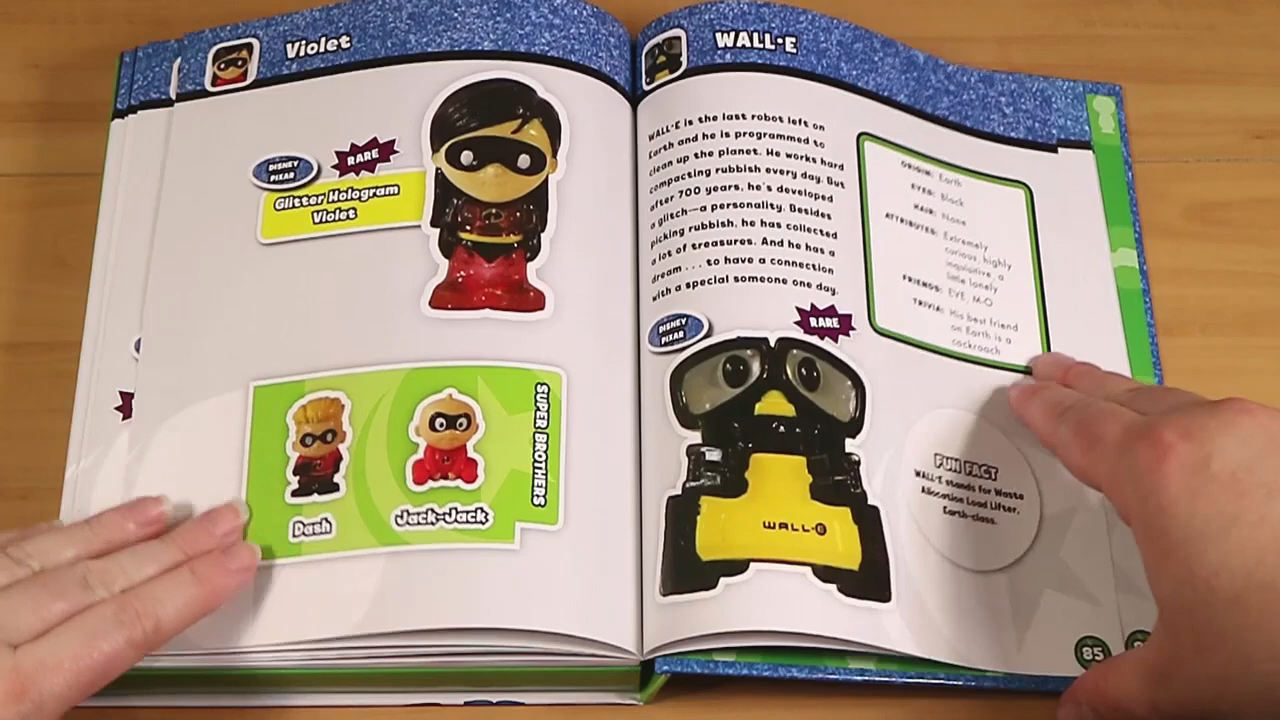 Violet
RARE
DISNEY
PIXAR
Glitter Hologram
Violet
SUPER BROTHERS
Dash
Jack-Jack
WALL•E
WALL•E is the last robot left on
Earth and he is programmed to
clean up the planet. He works hard
compacting rubbish every day. But
after 700 years, he's developed
a glitch—a personality. Besides
picking rubbish, he has collected
a lot of treasures. And he has a
dream . . . to have a connection
with a special someone one day.
ORIGIN: Earth
EYES: Black
HAIR: None
ATTRIBUTES: Extremely
curious, highly
inquisitive, a
little lonely
FRIENDS: EVE, M-O
TRIVIA: His best friend
on Earth is a
cockroach
DISNEY
PIXAR
RARE
WALL•E
FUN FACT
WALL•E stands for Waste
Allocation Load Lifter,
Earth-class.
85